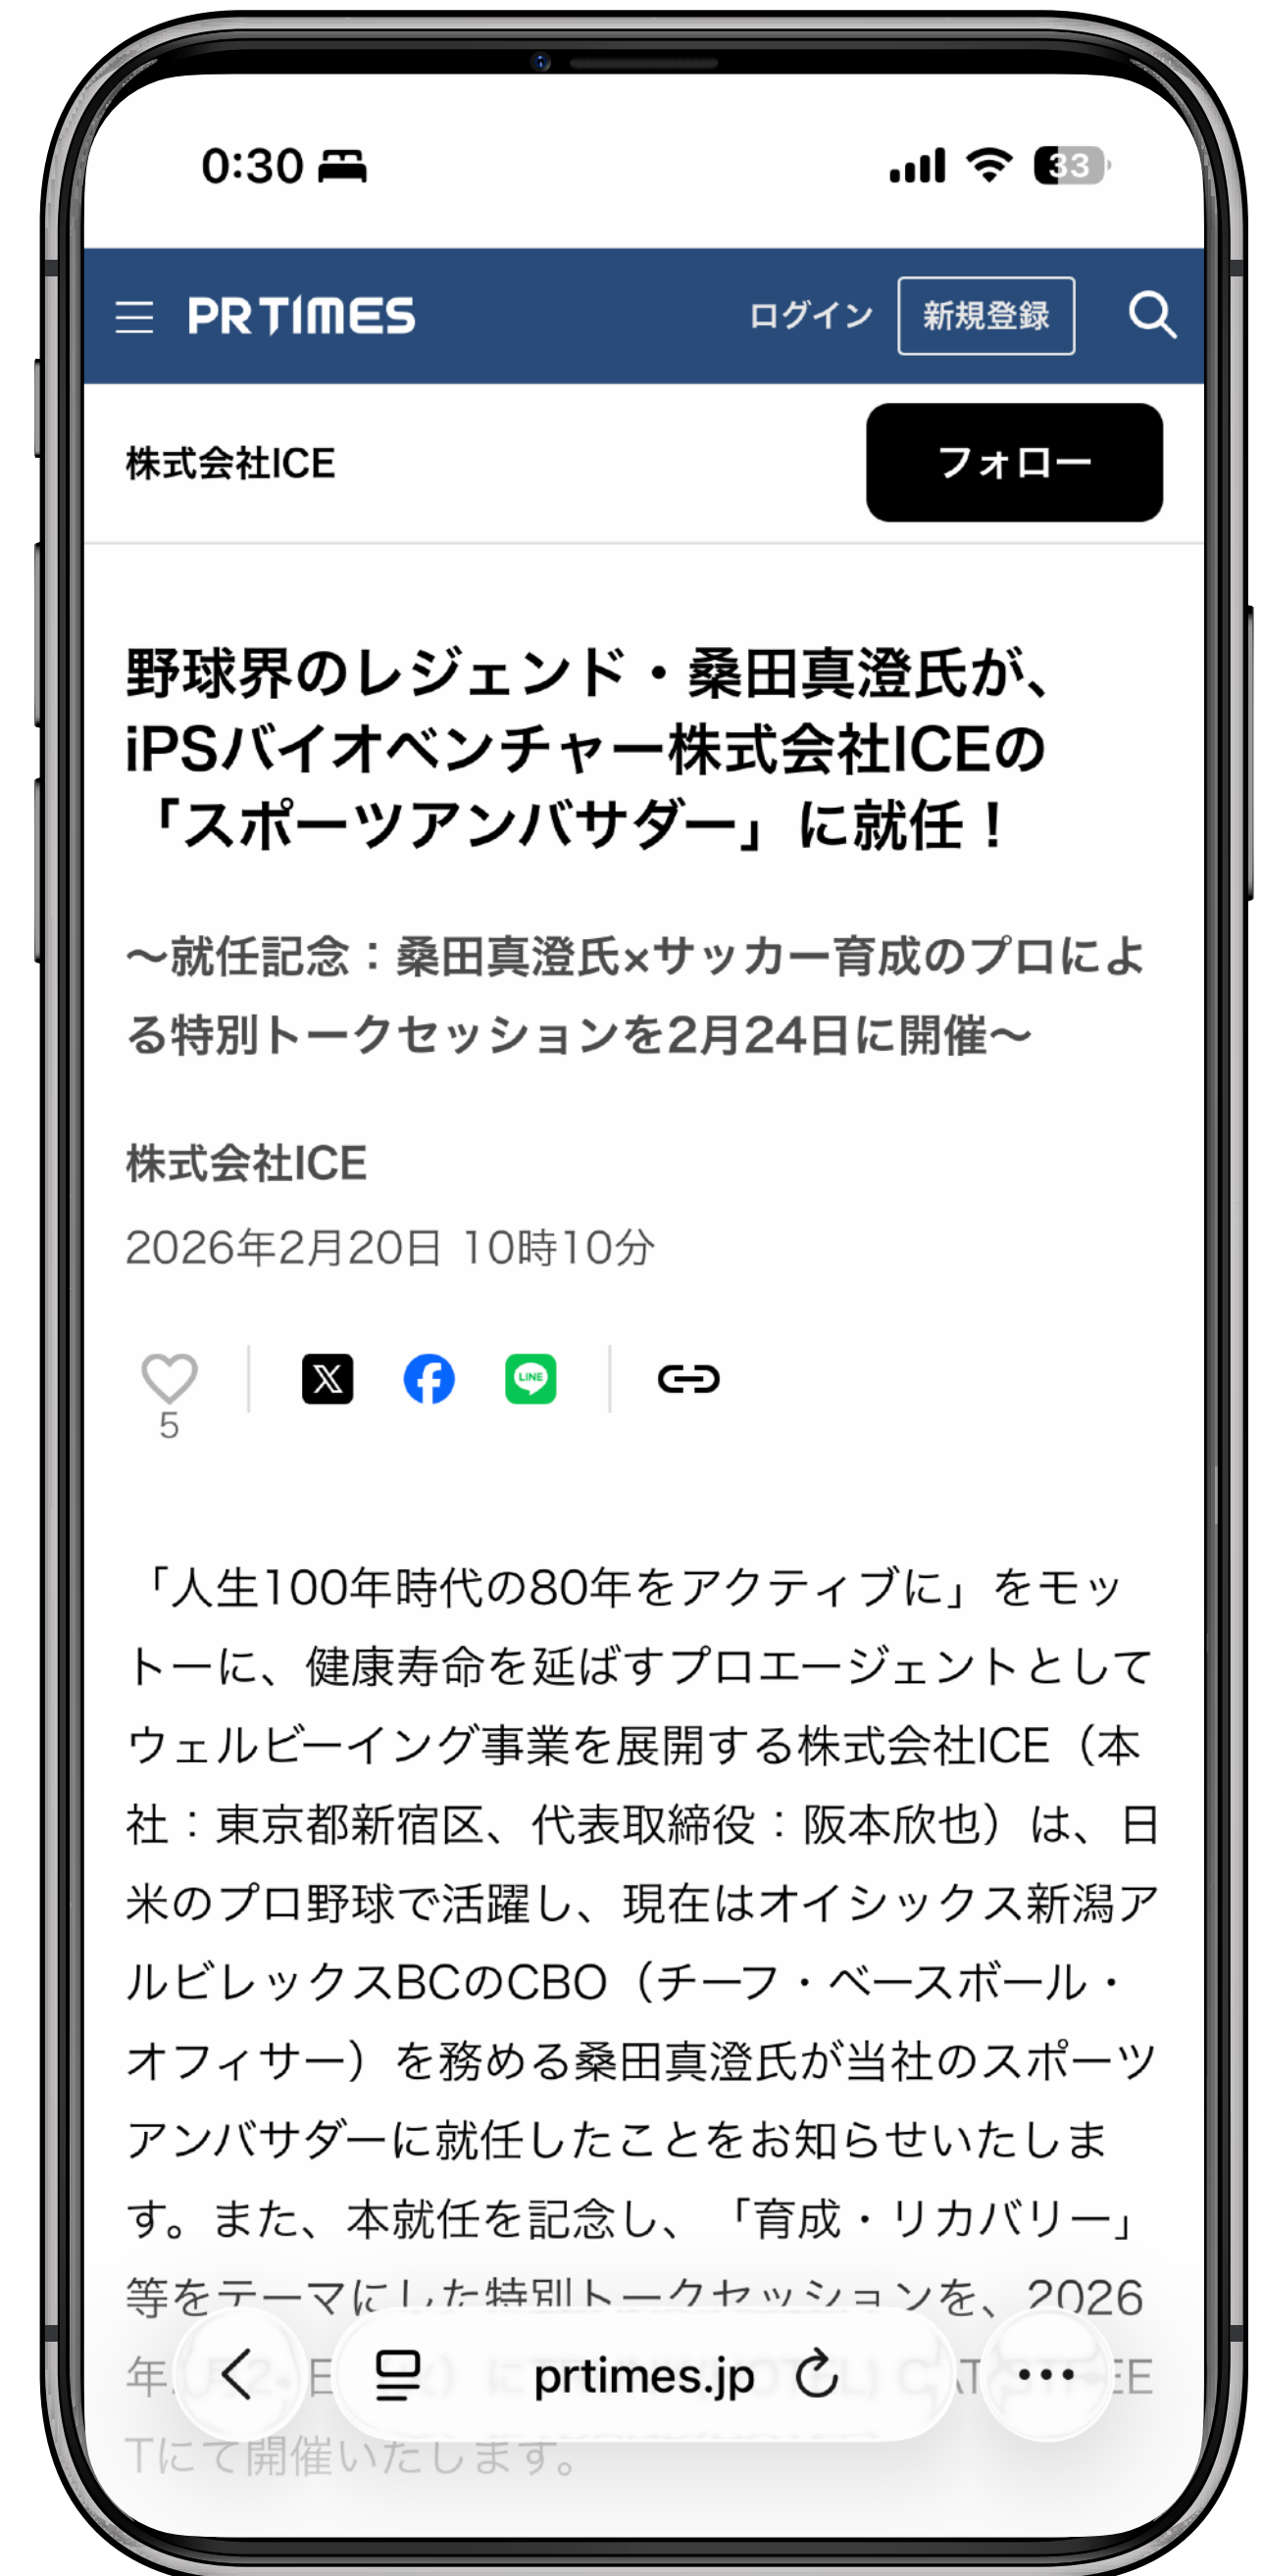 0:30
33
PR TIMES
ログイン
新規登録
株式会社ICE
フォロー
野球界のレジェンド・桑田真澄氏が、
iPSバイオベンチャー株式会社ICEの
「スポーツアンバサダー」に就任！
〜就任記念：桑田真澄氏×サッカー育成のプロによ
る特別トークセッションを2月24日に開催〜
株式会社ICE
2026年2月20日 10時10分
LINE
5
「人生100年時代の80年をアクティブに」をモッ
トーに、健康寿命を延ばすプロエージェントとして
ウェルビーイング事業を展開する株式会社ICE（本
社：東京都新宿区、代表取締役：阪本欣也）は、日
米のプロ野球で活躍し、現在はオイシックス新潟ア
ルビレックスBCのCBO（チーフ・ベースボール・
オフィサー）を務める桑田真澄氏が当社のスポーツ
アンバサダーに就任したことをお知らせいたしま
す。また、本就任を記念し、「育成・リカバリー」
等をテーマにした特別トークセッションを、2026
年
prtimes.jp
Tにて開催いたします。